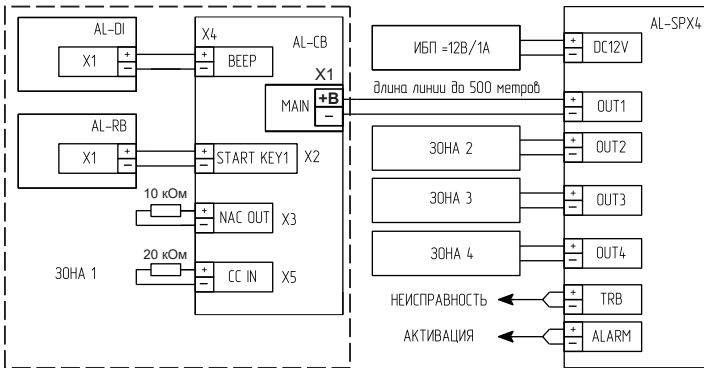 AL-DI
X1
+
−
X4
+
−
BEEP
AL-CB
X1
MAIN
+B
−
AL-RB
X1
+
−
+
−
START KEY1
X2
10 кОм
+
−
NAC OUT
X3
20 кОм
+
−
CC IN
X5
ЗОНА 1
AL-SPX4
ИБП =12В/1А
+
−
DC12V
длина линии до 500 метров
+
−
OUT1
ЗОНА 2
+
−
OUT2
ЗОНА 3
+
−
OUT3
ЗОНА 4
+
−
OUT4
НЕИСПРАВНОСТЬ
+
−
TRB
АКТИВАЦИЯ
+
−
ALARM